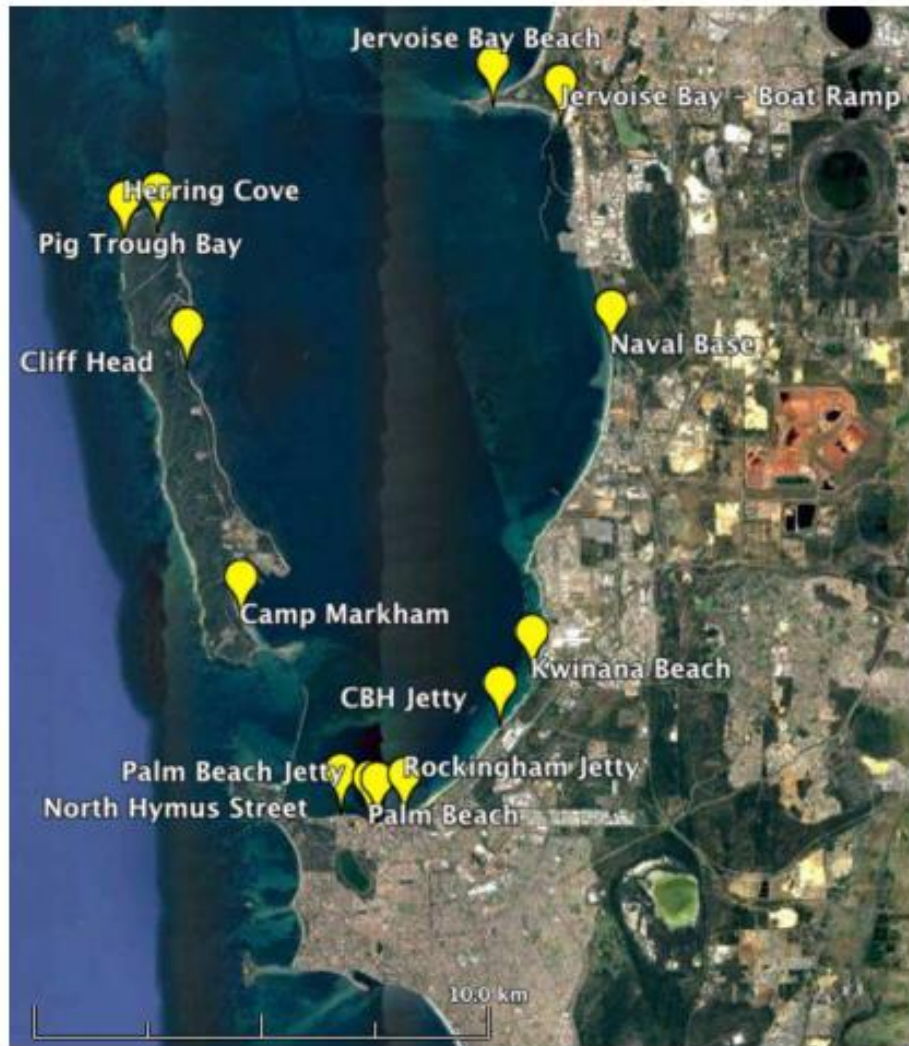 Jervoise Bay Beach
Jervoise Bay - Boat Ramp
Herring Cove
Pig Trough Bay
Naval Base
Cliff Head
Camp Markham
Kwinana Beach
CBH Jetty
Palm Beach Jetty
Rockingham Jetty
North Hymus Street
Palm Beach
10.0 km